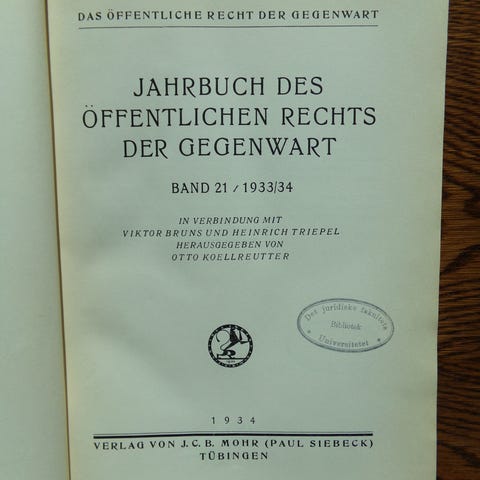 DAS ÖFFENTLICHE RECHT DER GEGENWART
JAHRBUCH DES
ÖFFENTLICHEN RECHTS
DER GEGENWART
BAND 21 / 1933/34
IN VERBINDUNG MIT
VIKTOR BRUNS UND HEINRICH TRIEPEL
HERAUSGEGEBEN VON
OTTO KOELLREUTTER
Det juridiske fakultets
Bibliotek
Universitetet
1934
VERLAG VON J. C. B. MOHR (PAUL SIEBECK)
TÜBINGEN